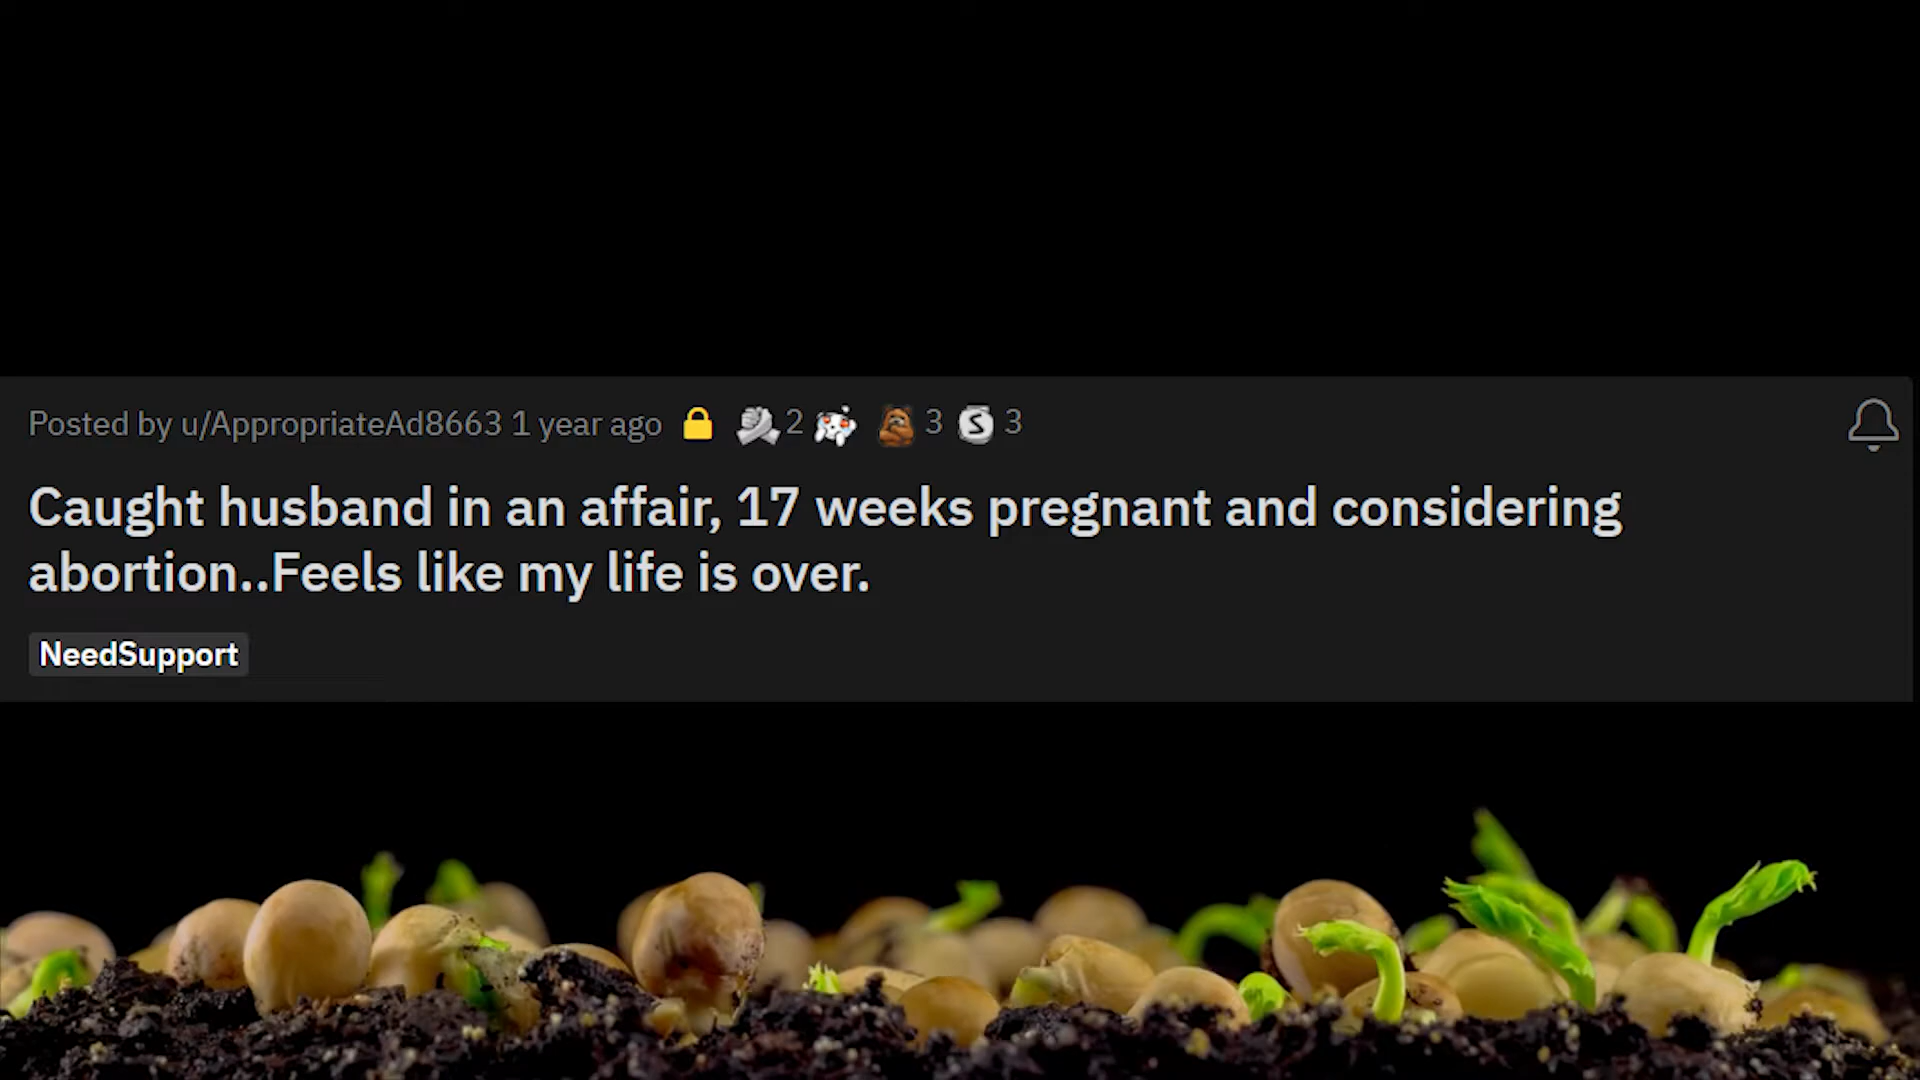 Posted by u/AppropriateAd8663 1 year ago 2 3 S 3
Caught husband in an affair, 17 weeks pregnant and considering
abortion..Feels like my life is over.
NeedSupport